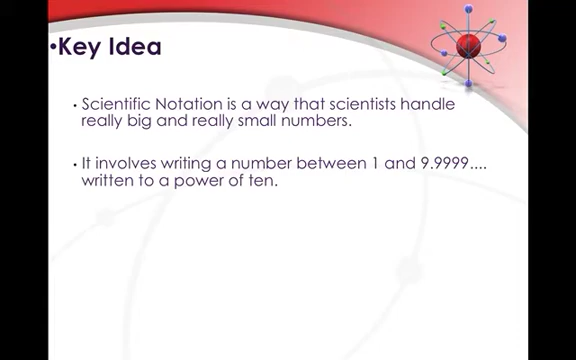 •Key Idea
• Scientific Notation is a way that scientists handle
really big and really small numbers.
• It involves writing a number between 1 and 9.9999....
written to a power of ten.